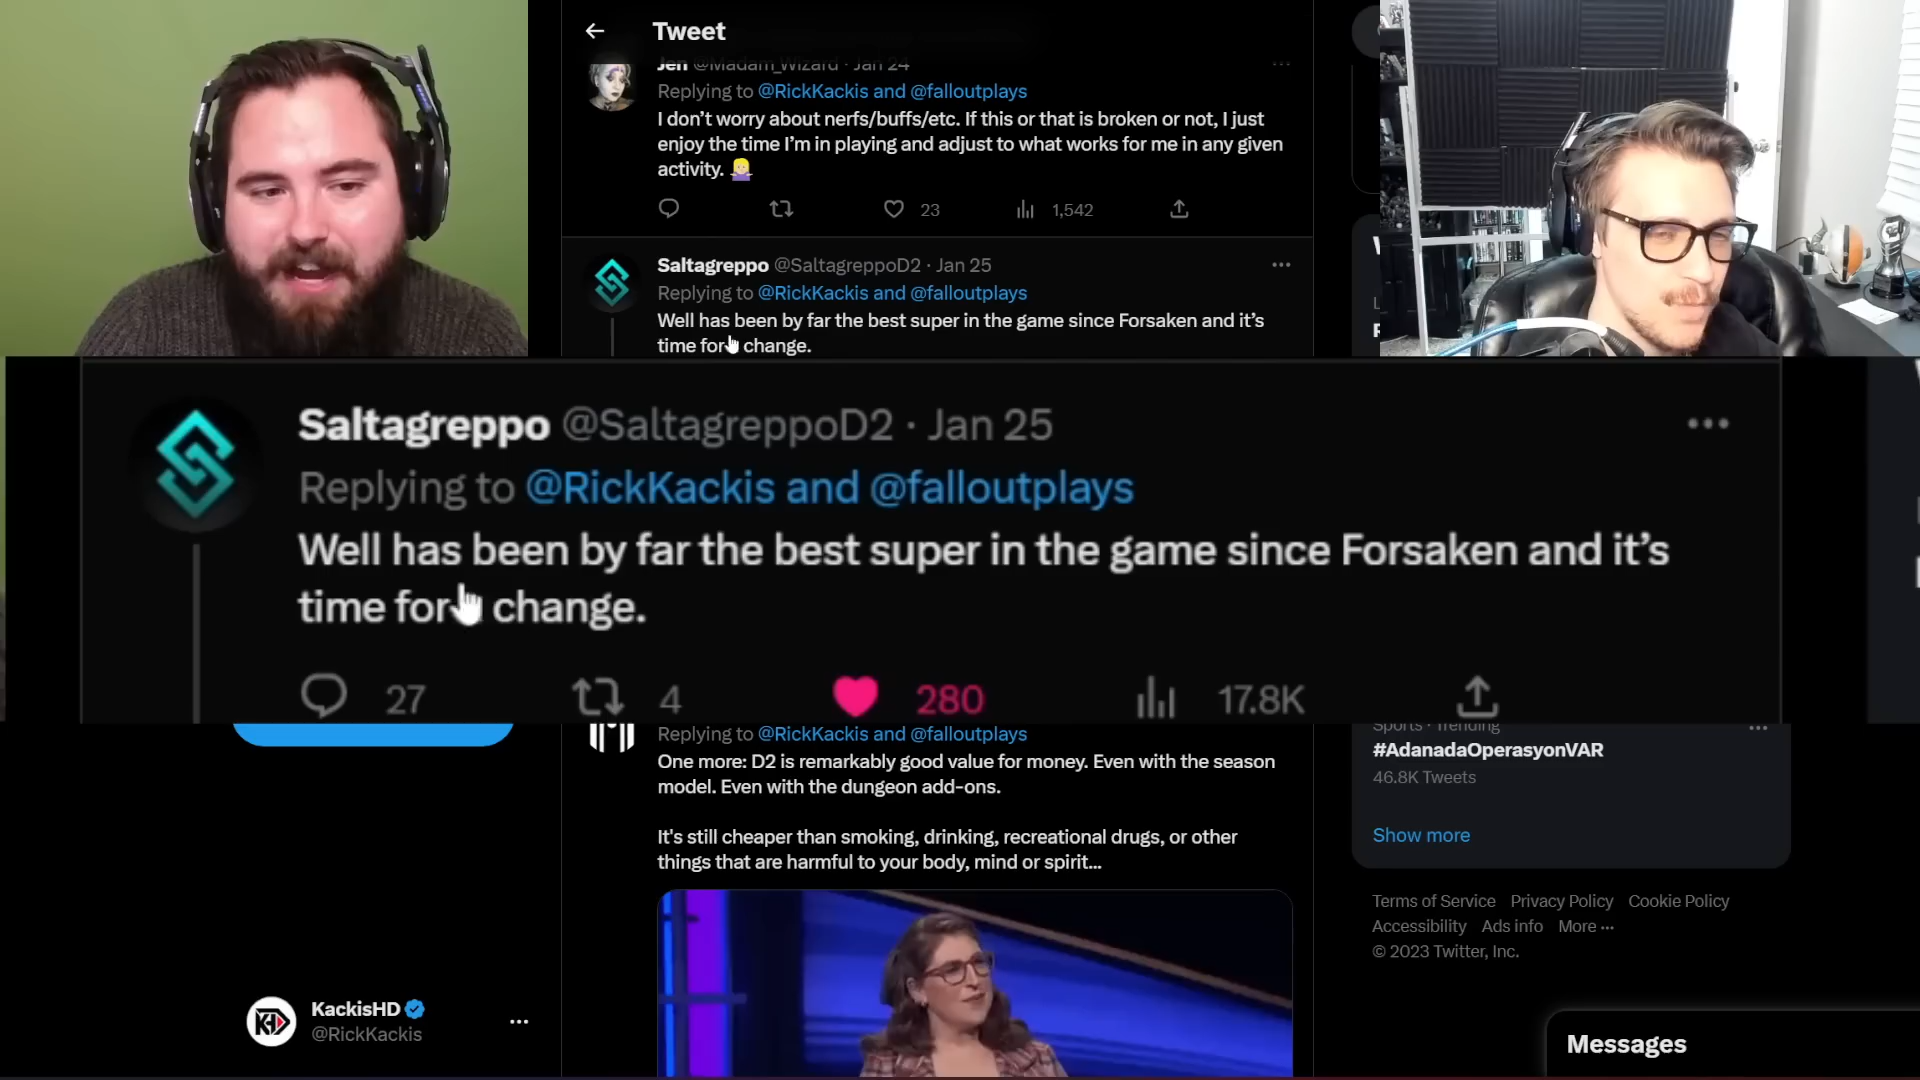 Tweet
Jen @Madam_Wizard · Jan 24
Replying to @RickKackis and @falloutplays
I don't worry about nerfs/buffs/etc. If this or that is broken or not, I just
enjoy the time I'm in playing and adjust to what works for me in any given
activity.
23 1,542
Saltagreppo @SaltagreppoD2 · Jan 25
Replying to @RickKackis and @falloutplays
Well has been by far the best super in the game since Forsaken and it's
time for change.
Saltagreppo @SaltagreppoD2 · Jan 25
Replying to @RickKackis and @falloutplays
Well has been by far the best super in the game since Forsaken and it's
time for change.
27 4 280 17.8K
Replying to @RickKackis and @falloutplays
One more: D2 is remarkably good value for money. Even with the season
model. Even with the dungeon add-ons.
It's still cheaper than smoking, drinking, recreational drugs, or other
things that are harmful to your body, mind or spirit...
Sports · Trending
#AdanadaOperasyonVAR
46.8K Tweets
Show more
Terms of Service Privacy Policy Cookie Policy
Accessibility Ads info More ···
© 2023 Twitter, Inc.
KackisHD
@RickKackis
Messages